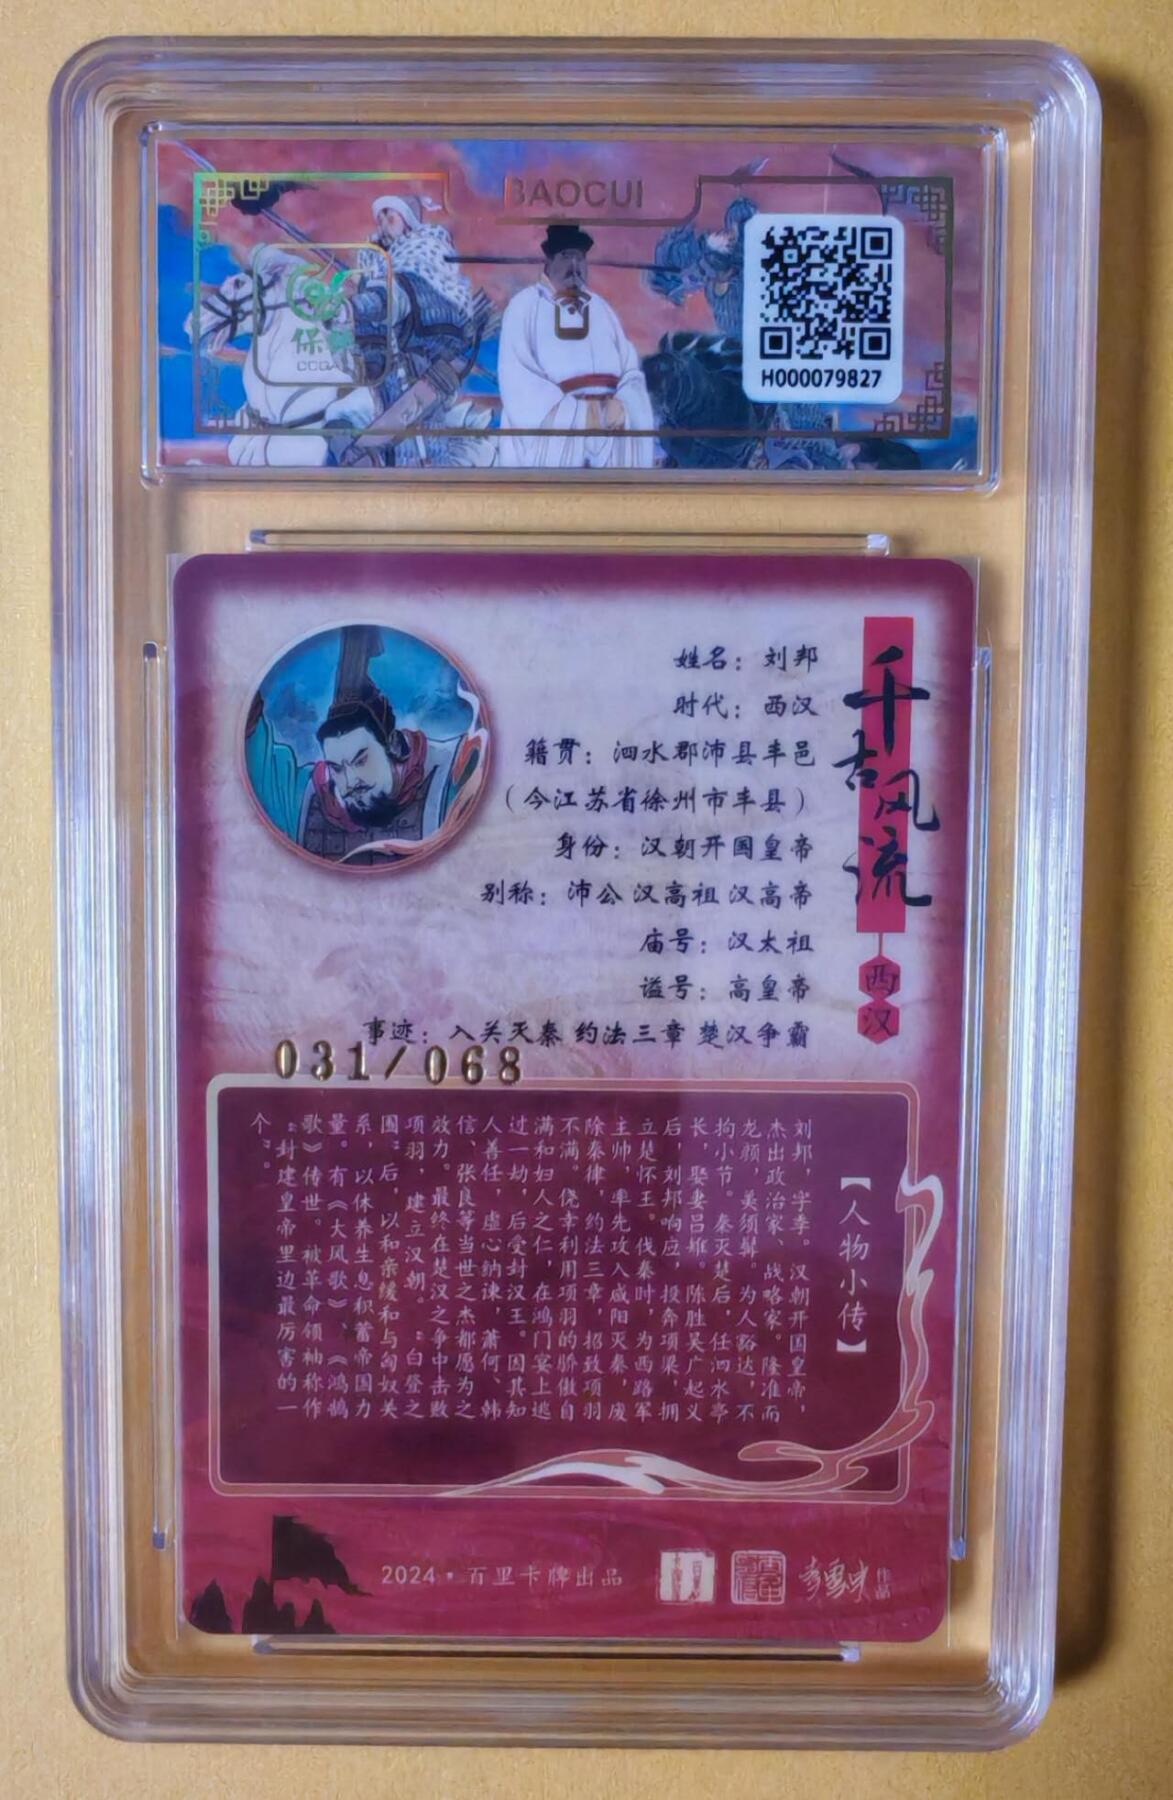 BAOCUI
保粹
CCGA
H000079827
千古风流
西汉
姓名：刘邦
时代：西汉
籍贯：泗水郡沛县丰邑
（今江苏省徐州市丰县）
身份：汉朝开国皇帝
别称：沛公 汉高祖 汉高帝
庙号：汉太祖
谥号：高皇帝
事迹：入关灭秦 约法三章 楚汉争霸
031/068
【人物小传】
刘邦，字季。汉朝开国皇帝，
杰出政治家、战略家。隆准而
龙颜，美须髯。为人豁达，不
拘小节。秦灭楚后，任泗水亭
长，娶妻吕雉。陈胜吴广起义
后，刘邦响应，投奔项梁，拥
立楚怀王。伐秦时，为西路军
主帅，率先攻入咸阳灭秦，废
除秦律，约法三章，招致项羽
不满。侥幸利用项羽的骄傲自
满和妇人之仁，在鸿门宴上逃
过一劫，后受封汉王。因其知
人善任，虚心纳谏，萧何、韩
信、张良等当世之杰都愿为之
效力。最终在楚汉之争中击败
项羽，建立汉朝。“白登之
围”后，以和亲缓和与匈奴关
系，以休养生息积蓄帝国力
量。有《大风歌》、《鸿鹄
歌》传世。被革命领袖称作
“封建皇帝里边最厉害的一
个”。
2024·百里卡牌出品
作品